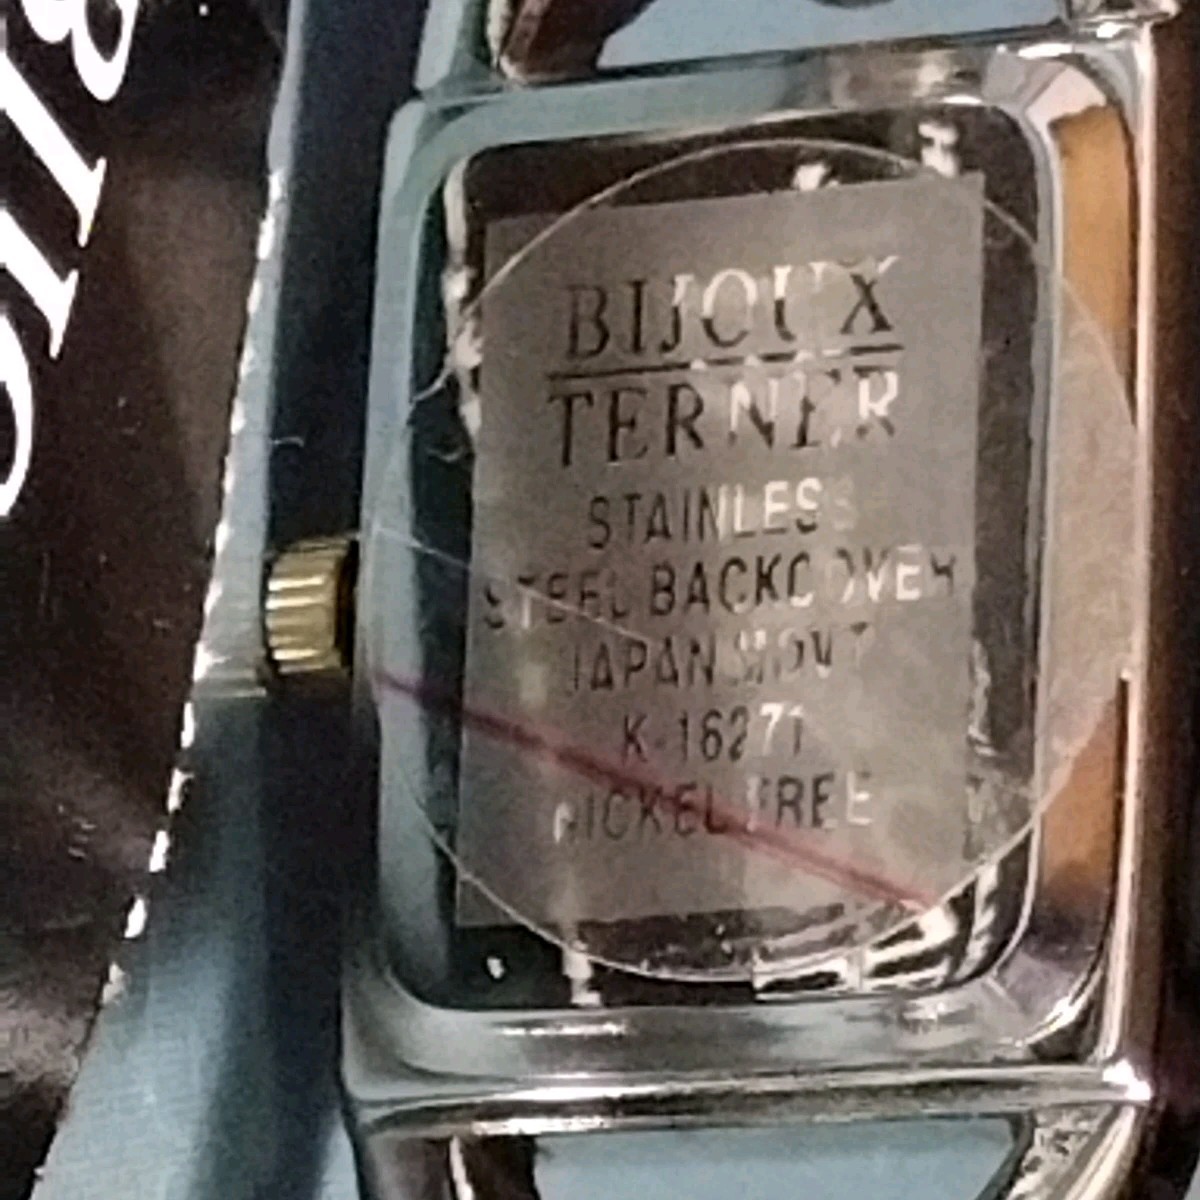 BIJOUX
TERNER
STAINLESS
STEEL BACKCOVER
JAPAN MOVT
K-16271
NICKEL FREE